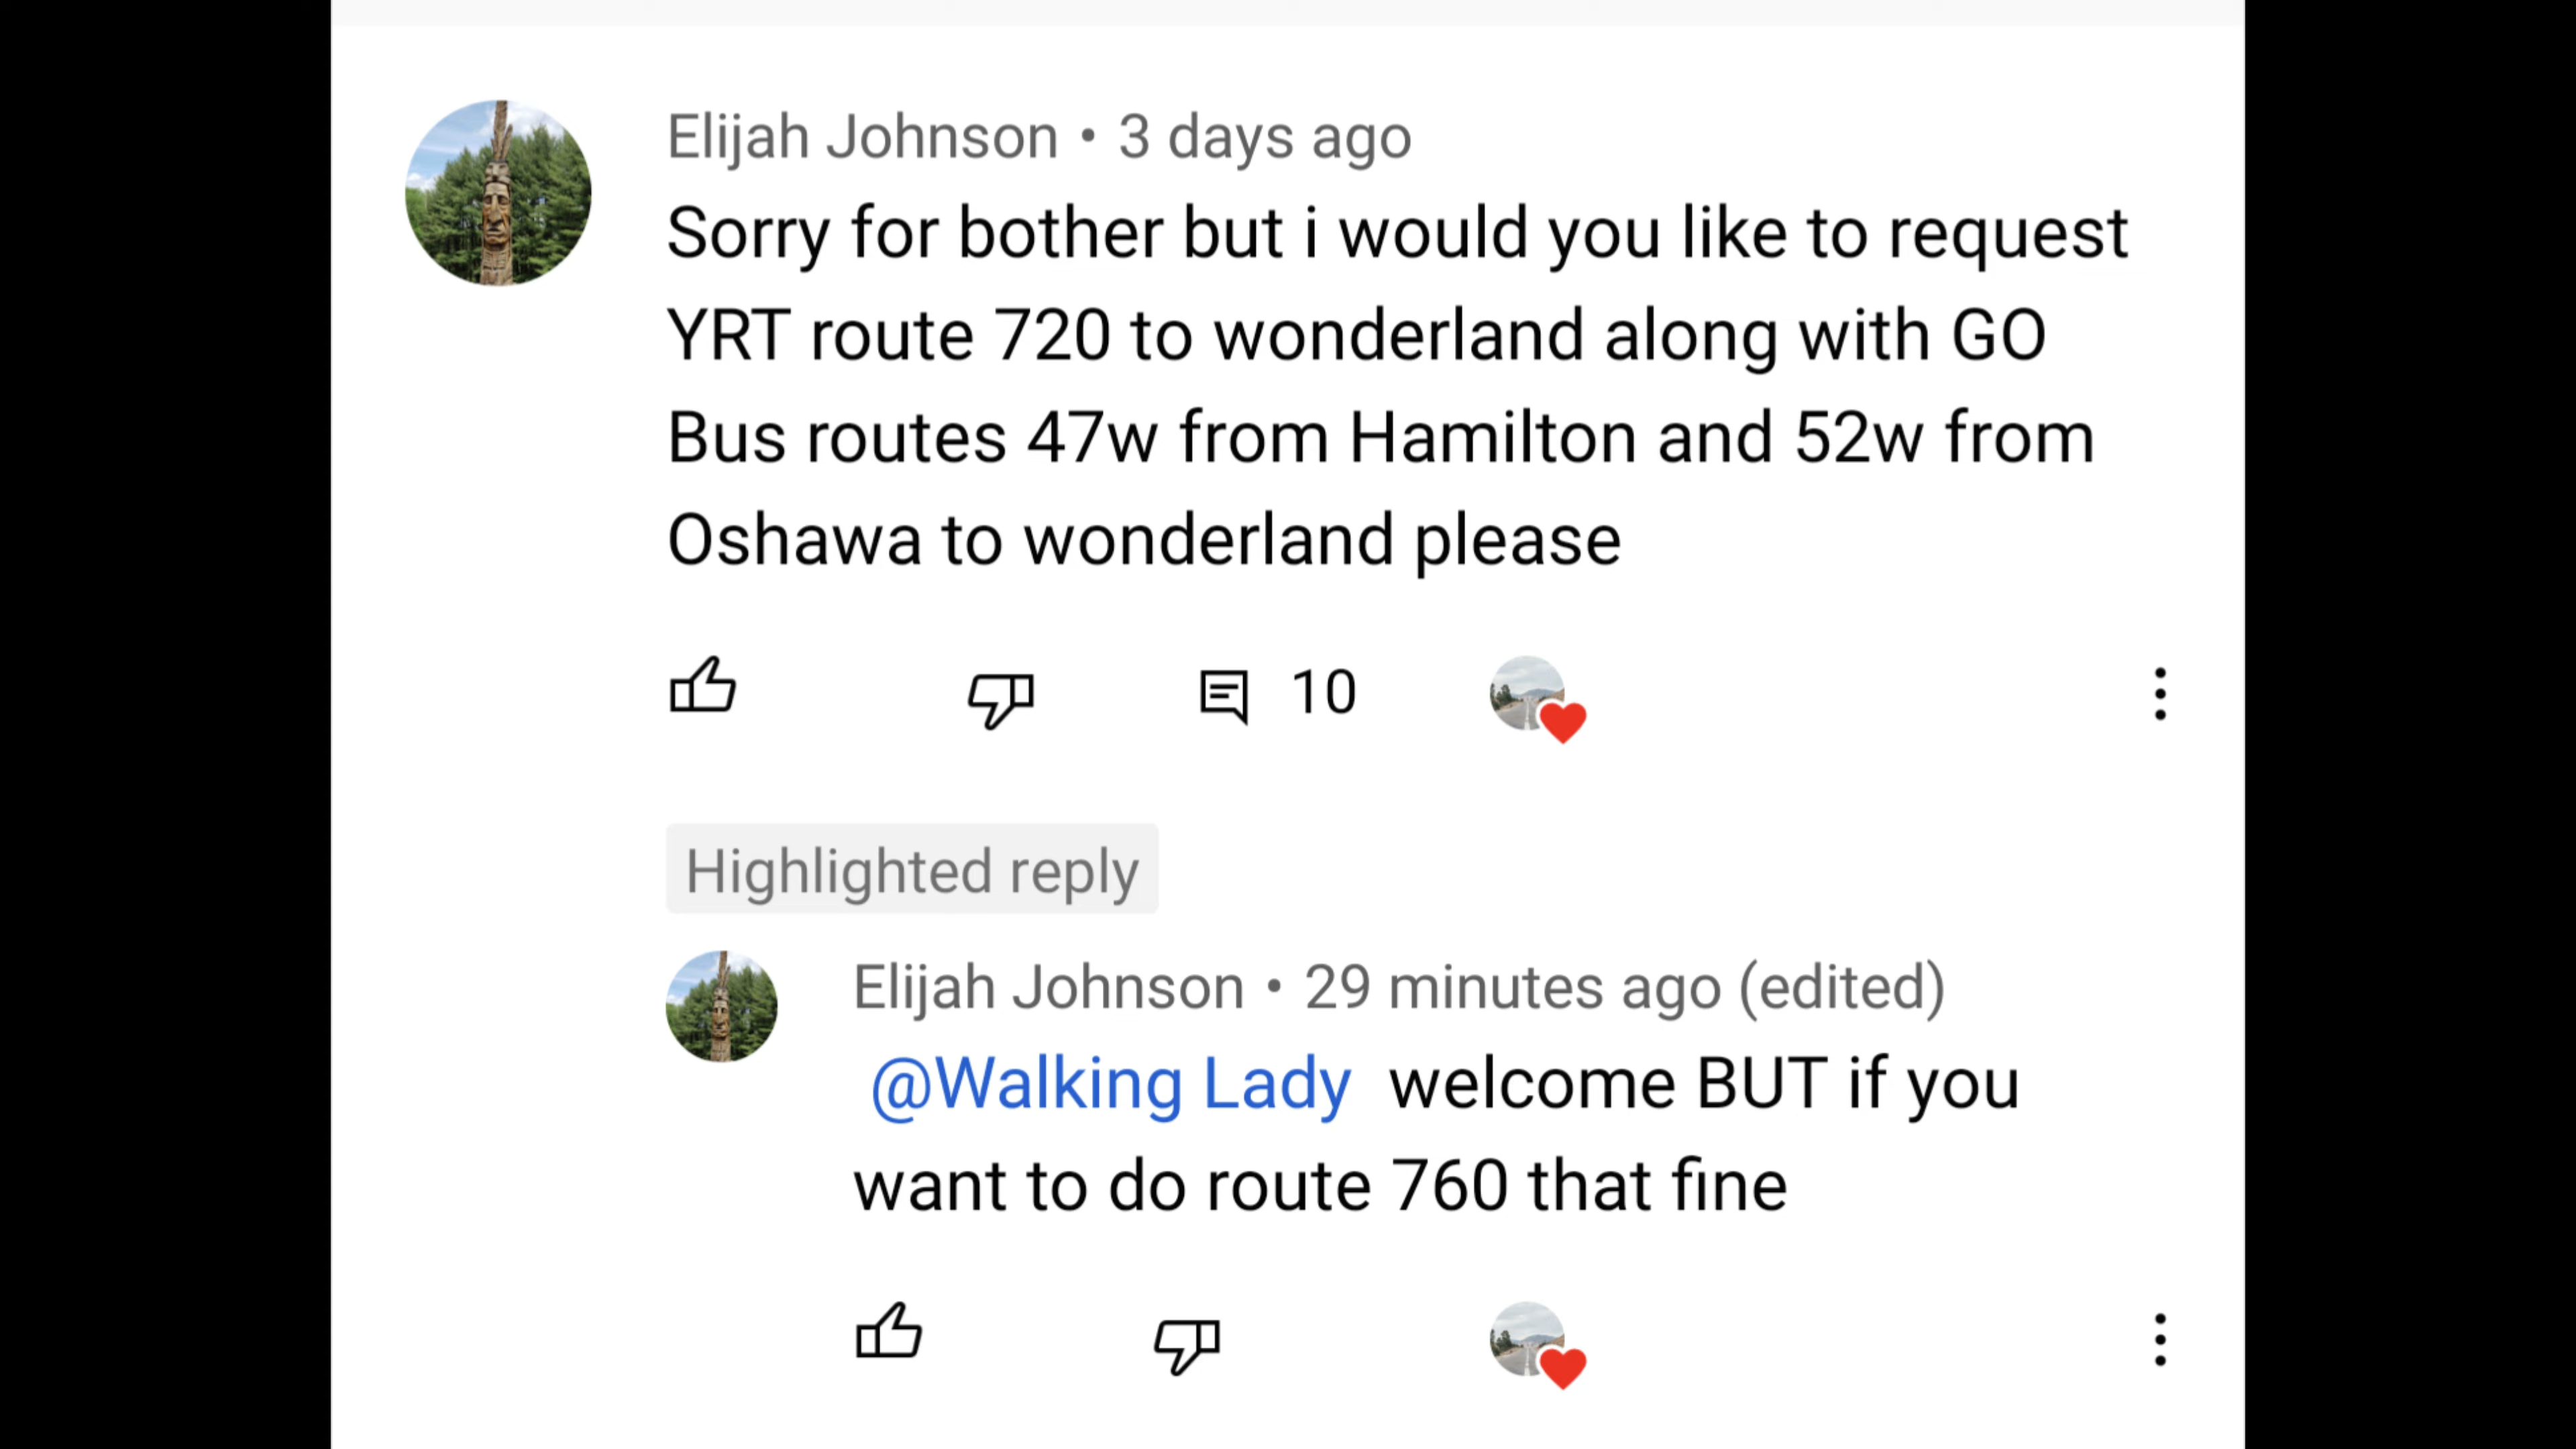 Elijah Johnson • 3 days ago
Sorry for bother but i would you like to request
YRT route 720 to wonderland along with GO
Bus routes 47w from Hamilton and 52w from
Oshawa to wonderland please
10
Highlighted reply
Elijah Johnson • 29 minutes ago (edited)
@Walking Lady welcome BUT if you
want to do route 760 that fine